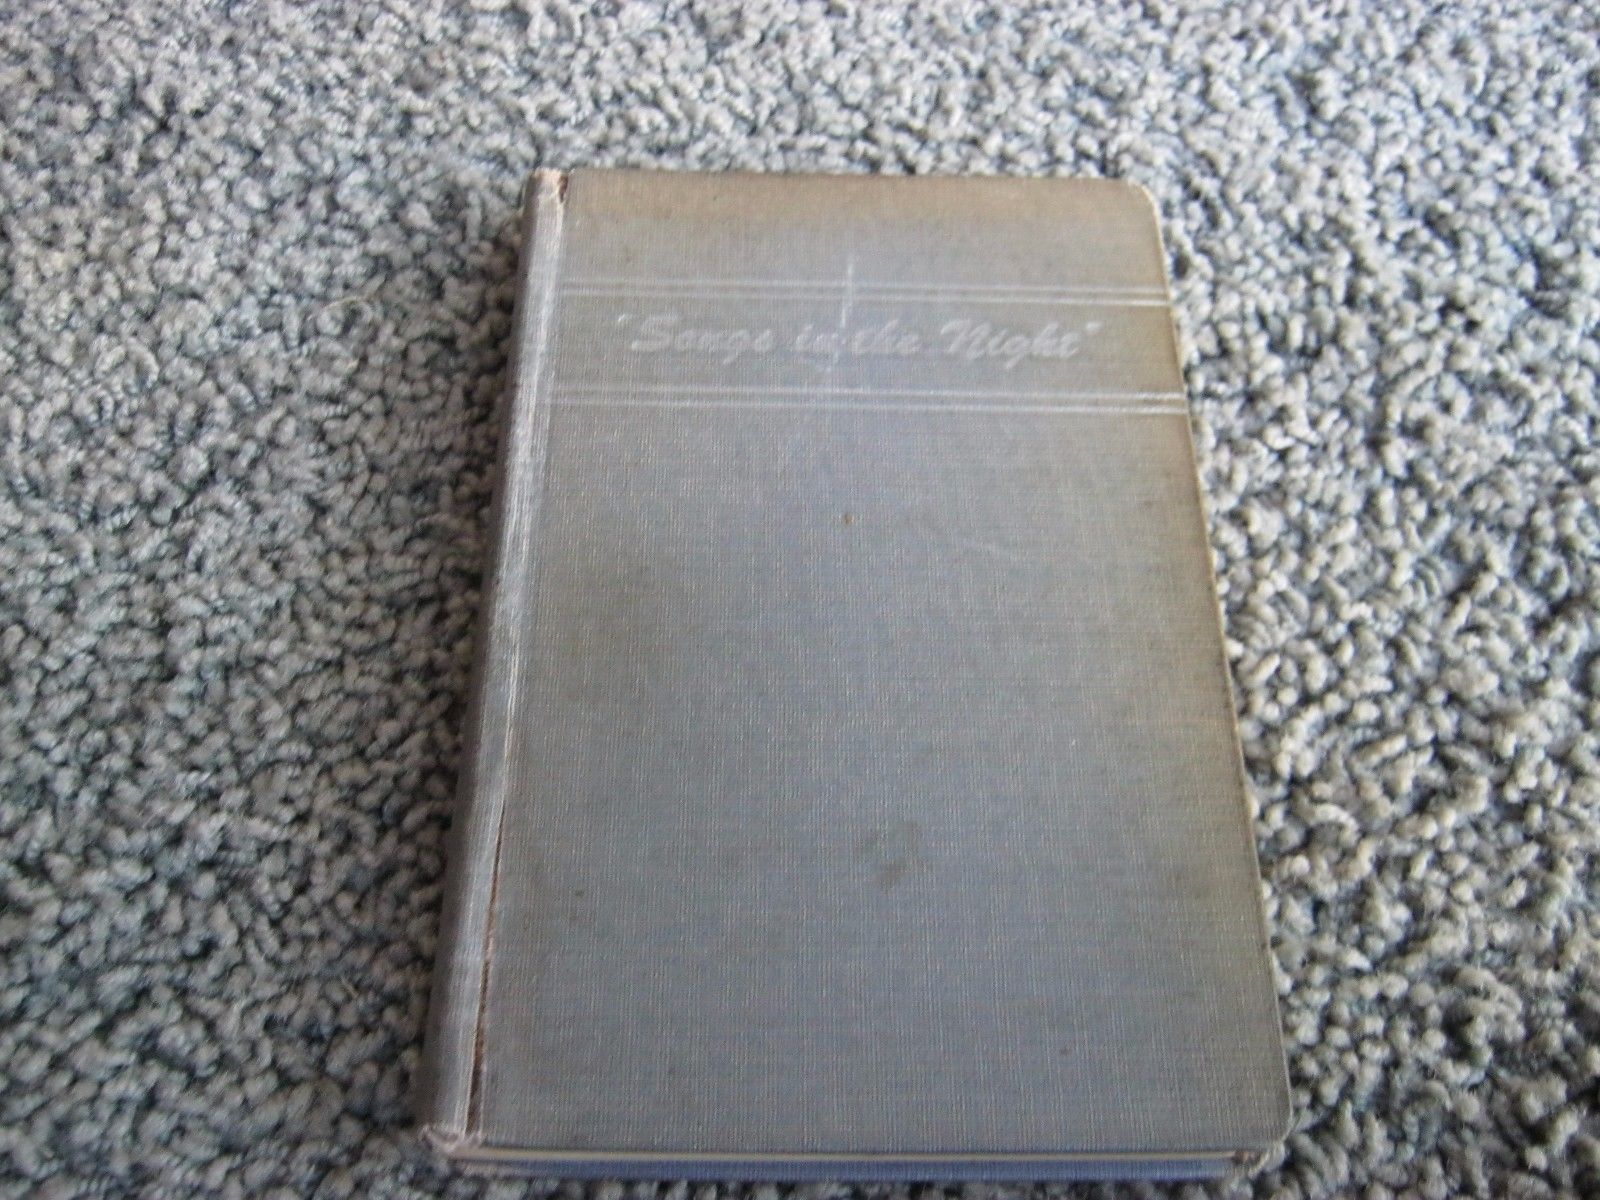 "Songs in the Night"